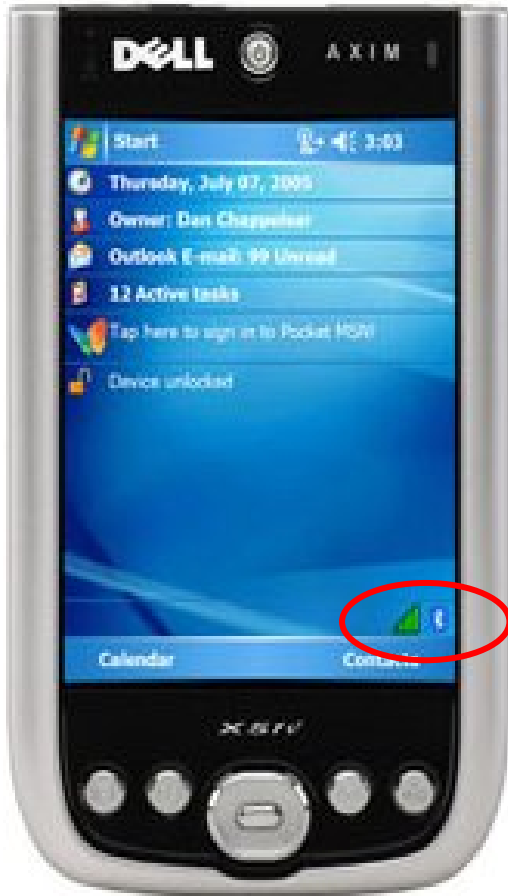 DELL AXIM
Start 3:03
Thursday, July 07, 2005
Owner: Dan Chappelear
Outlook E-mail: 99 Unread
12 Active tasks
Tap here to sign in to Pocket MSN!
Device unlocked
Calendar Contacts
X51v